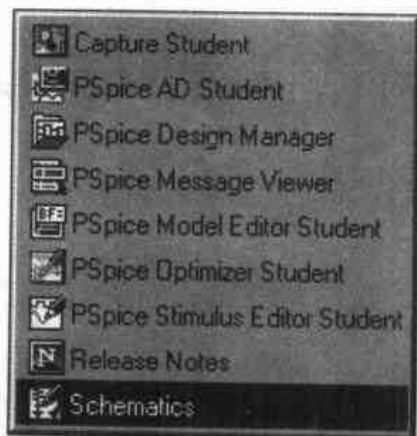 Capture Student
PSpice AD Student
PSpice Design Manager
PSpice Message Viewer
PSpice Model Editor Student
PSpice Optimizer Student
PSpice Stimulus Editor Student
Release Notes
Schematics